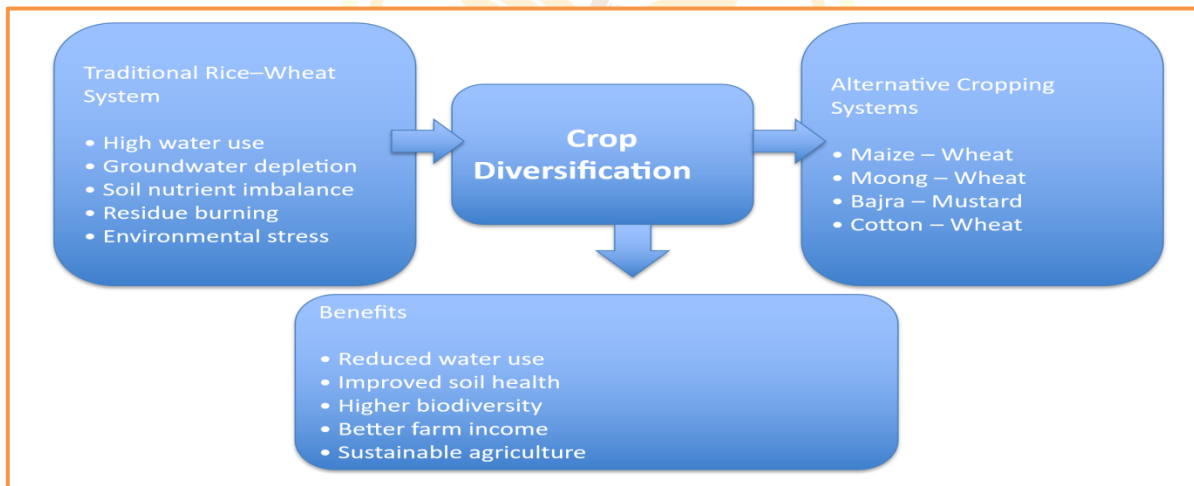 Traditional Rice–Wheat
System
• High water use
• Groundwater depletion
• Soil nutrient imbalance
• Residue burning
• Environmental stress
Crop
Diversification
Alternative Cropping
Systems
• Maize – Wheat
• Moong – Wheat
• Bajra – Mustard
• Cotton – Wheat
Benefits
• Reduced water use
• Improved soil health
• Higher biodiversity
• Better farm income
• Sustainable agriculture